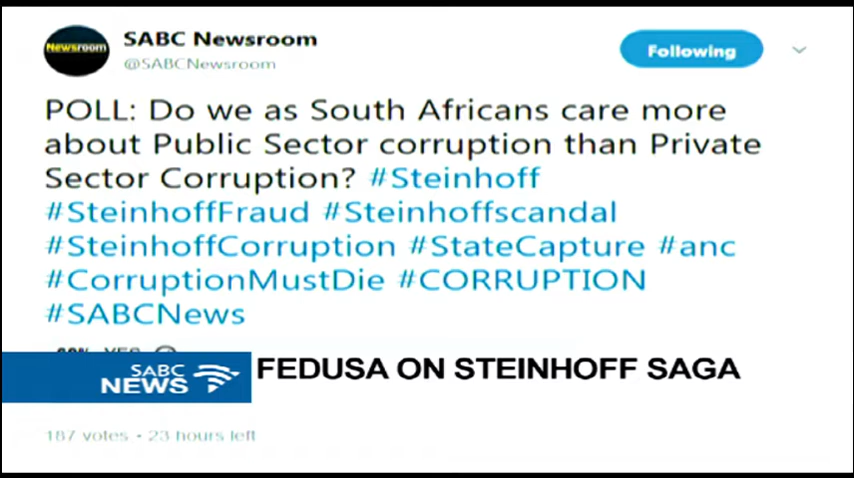 Newsroom
SABC Newsroom
@SABCNewsroom
Following
POLL: Do we as South Africans care more
about Public Sector corruption than Private
Sector Corruption? #Steinhoff
#SteinhoffFraud #Steinhoffscandal
#SteinhoffCorruption #StateCapture #anc
#CorruptionMustDie #CORRUPTION
#SABCNews
YES
SABC
NEWS
FEDUSA ON STEINHOFF SAGA
187 votes • 23 hours left